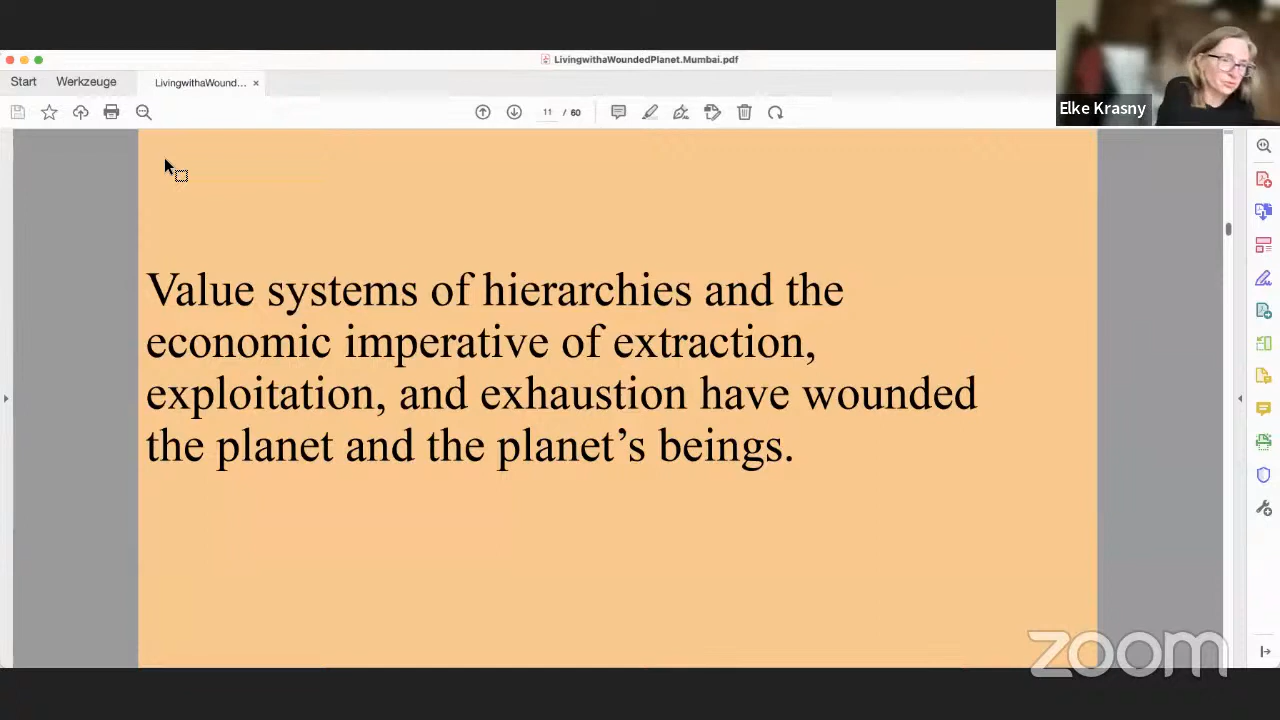 LivingwithaWoundedPlanet.Mumbai.pdf
Start
Werkzeuge
LivingwithaWound...
11 / 60
Elke Krasny
Value systems of hierarchies and the
economic imperative of extraction,
exploitation, and exhaustion have wounded
the planet and the planet’s beings.
zoom